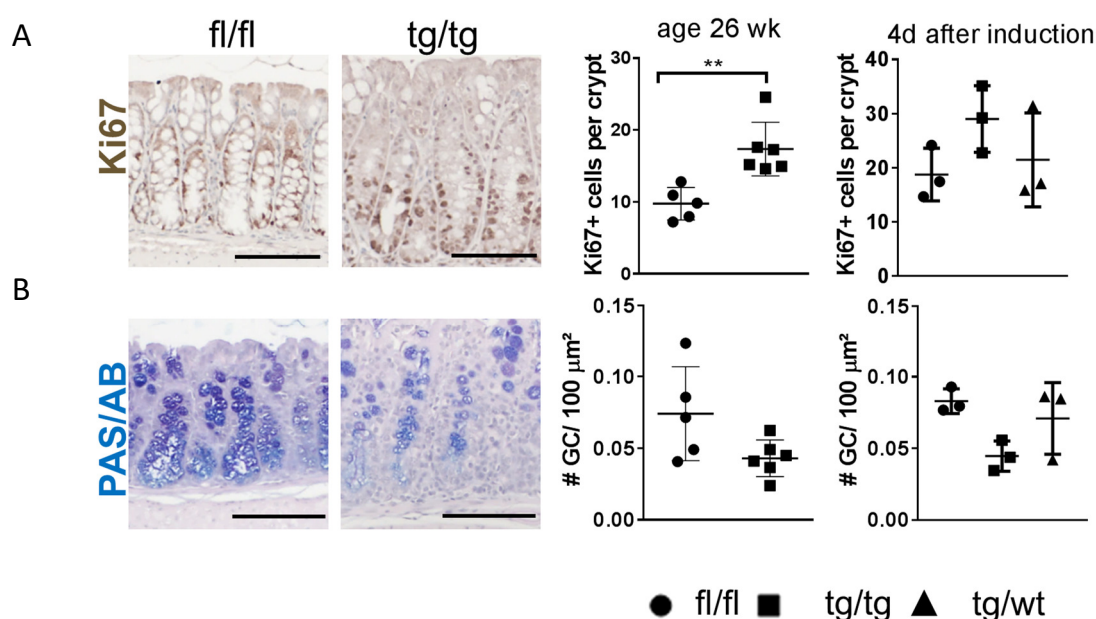 A
fl/fl
tg/tg
age 26 wk
4d after induction
Ki67
Ki67+ cells per crypt
30
20
10
0
**
Ki67+ cells per crypt
40
30
20
10
0
B
PAS/AB
# GC/ 100 µm²
0.15
0.10
0.05
0.00
# GC/ 100 µm²
0.15
0.10
0.05
0.00
fl/fl
tg/tg
tg/wt